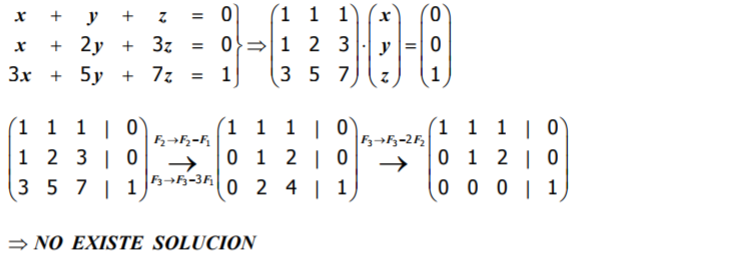 x + y + z = 0
x + 2y + 3z = 0
3x + 5y + 7z = 1
⇒
( 1 1 1 )
( 1 2 3 )
( 3 5 7 )
·
( x )
( y )
( z )
=
( 0 )
( 0 )
( 1 )
( 1 1 1 | 0 )
( 1 2 3 | 0 )
( 3 5 7 | 1 )
F₂→F₂-F₁
→
F₃→F₃-3F₁
( 1 1 1 | 0 )
( 0 1 2 | 0 )
( 0 2 4 | 1 )
F₃→F₃-2F₂
→
( 1 1 1 | 0 )
( 0 1 2 | 0 )
( 0 0 0 | 1 )
⇒ NO EXISTE SOLUCION